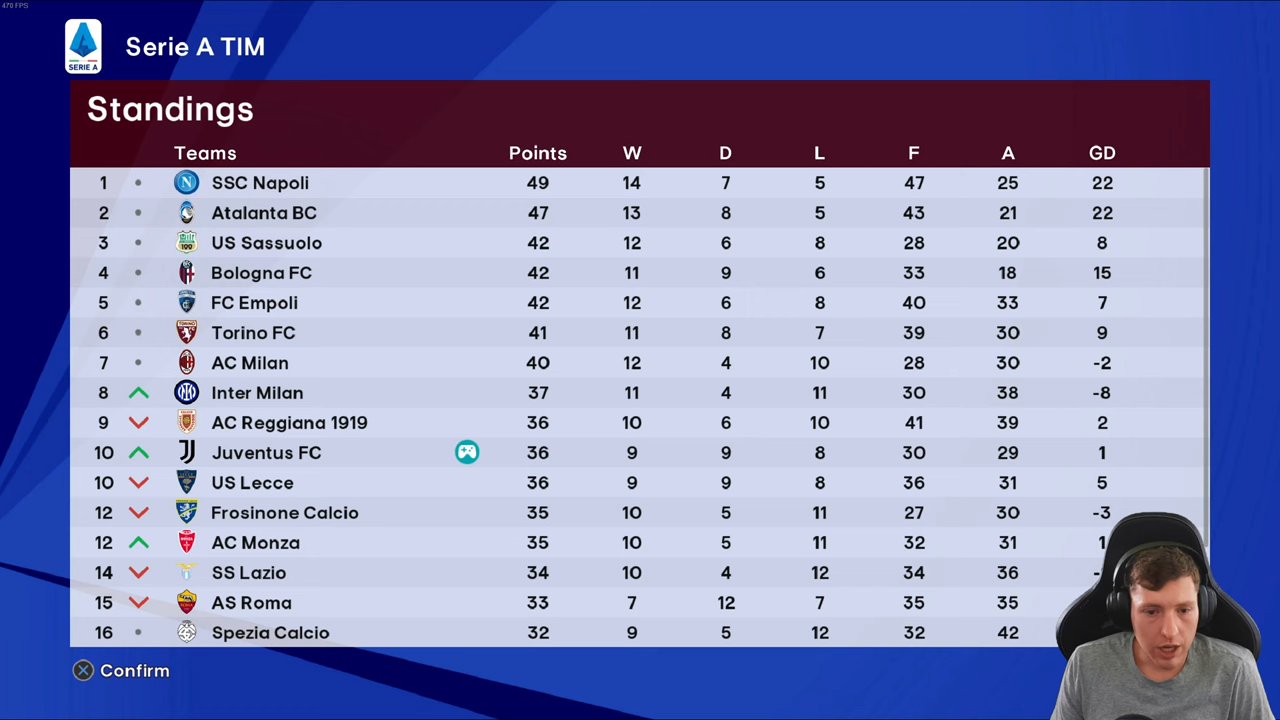 470 FPS
SERIE A
Serie A TIM
Standings
Teams Points W D L F A GD
1 SSC Napoli 49 14 7 5 47 25 22
2 Atalanta BC 47 13 8 5 43 21 22
3 US Sassuolo 42 12 6 8 28 20 8
4 Bologna FC 42 11 9 6 33 18 15
5 FC Empoli 42 12 6 8 40 33 7
6 Torino FC 41 11 8 7 39 30 9
7 AC Milan 40 12 4 10 28 30 -2
8 Inter Milan 37 11 4 11 30 38 -8
9 AC Reggiana 1919 36 10 6 10 41 39 2
10 Juventus FC 36 9 9 8 30 29 1
10 US Lecce 36 9 9 8 36 31 5
12 Frosinone Calcio 35 10 5 11 27 30 -3
12 AC Monza 35 10 5 11 32 31 1
14 SS Lazio 34 10 4 12 34 36
15 AS Roma 33 7 12 7 35 35
16 Spezia Calcio 32 9 5 12 32 42
Confirm